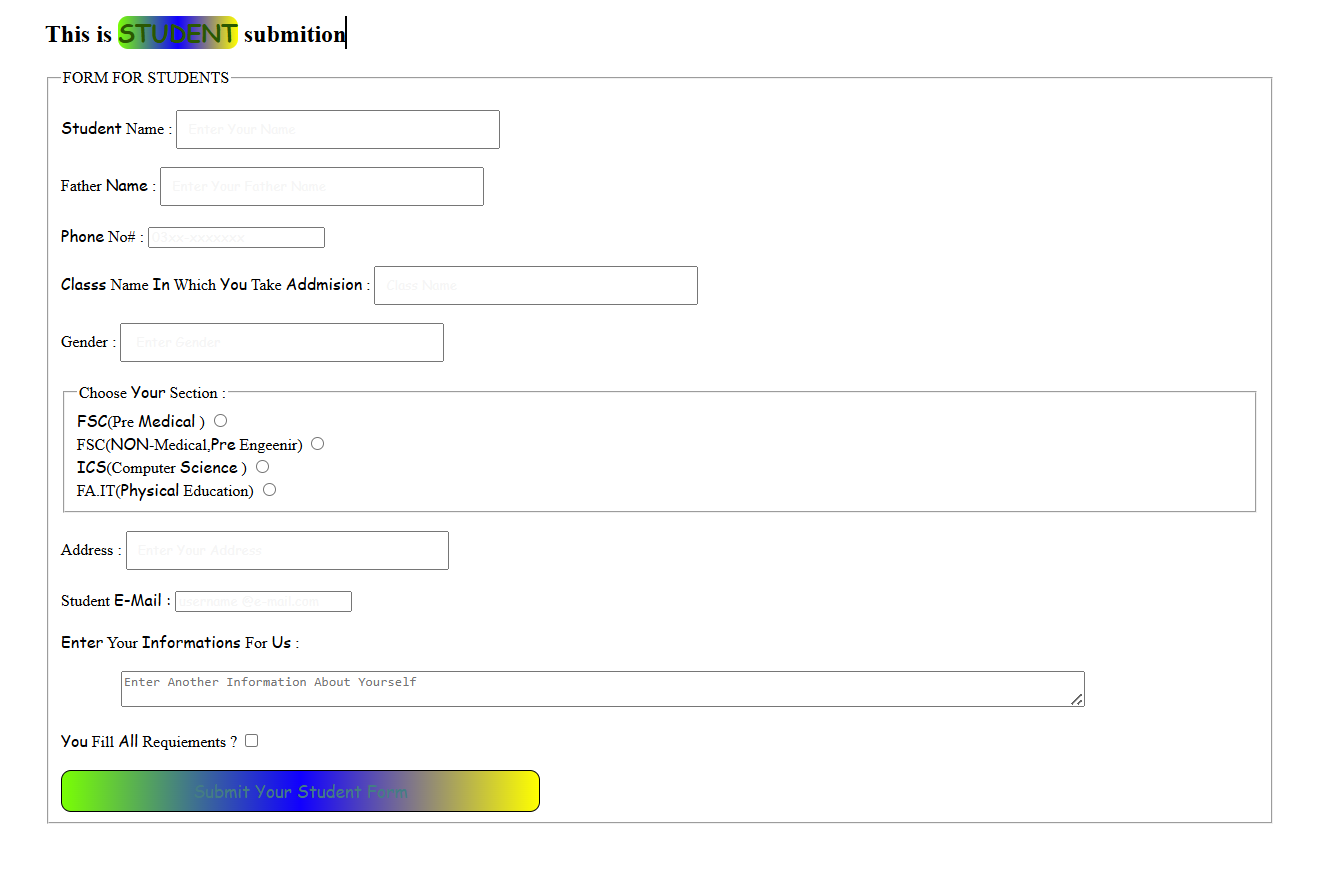 This is STUDENT submition
FORM FOR STUDENTS
Student Name : Enter Your Name
Father Name : Enter Your Father Name
Phone No# : 03xx-xxxxxxx
Classs Name In Which You Take Addmision : Class Name
Gender : Enter Gender
Choose Your Section :
FSC(Pre Medical )
FSC(NON-Medical,Pre Engeenir)
ICS(Computer Science )
FA.IT(Physical Education)
Address : Enter Your Address
Student E-Mail : username @e-mail.com
Enter Your Informations For Us :
Enter Another Information About Yourself
You Fill All Requiements ?
Submit Your Student Form